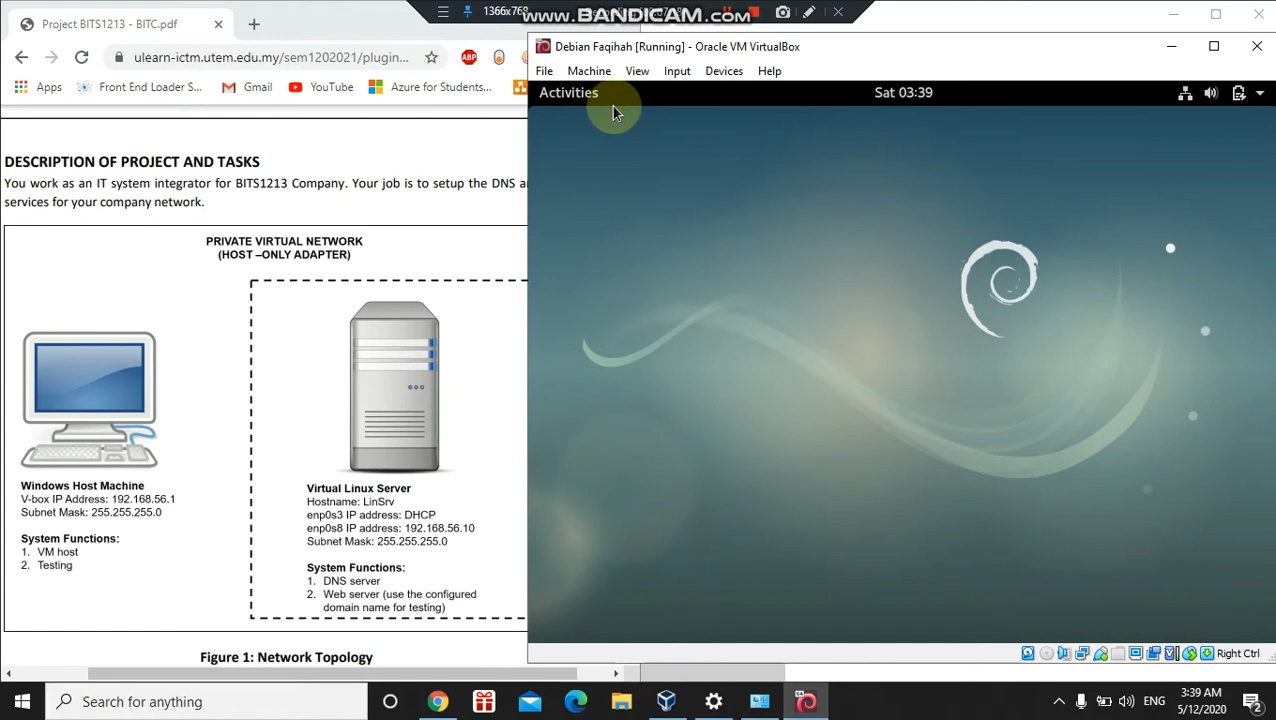 Project BITS1213 - BITC.pdf
1366x768
www.BANDICAM.com
ulearn-ictm.utem.edu.my/sem1202021/plugin...
ABP
Apps
Front End Loader S...
Gmail
YouTube
Azure for Students...
Debian Faqihah [Running] - Oracle VM VirtualBox
File Machine View Input Devices Help
Activities
Sat 03:39
DESCRIPTION OF PROJECT AND TASKS
You work as an IT system integrator for BITS1213 Company. Your job is to setup the DNS an
services for your company network.
PRIVATE VIRTUAL NETWORK
(HOST –ONLY ADAPTER)
Windows Host Machine
V-box IP Address: 192.168.56.1
Subnet Mask: 255.255.255.0
System Functions:
1. VM host
2. Testing
Virtual Linux Server
Hostname: LinSrv
enp0s3 IP address: DHCP
enp0s8 IP address: 192.168.56.10
Subnet Mask: 255.255.255.0
System Functions:
1. DNS server
2. Web server (use the configured
domain name for testing)
Figure 1: Network Topology
Right Ctrl
Search for anything
ENG
3:39 AM
5/12/2020
2